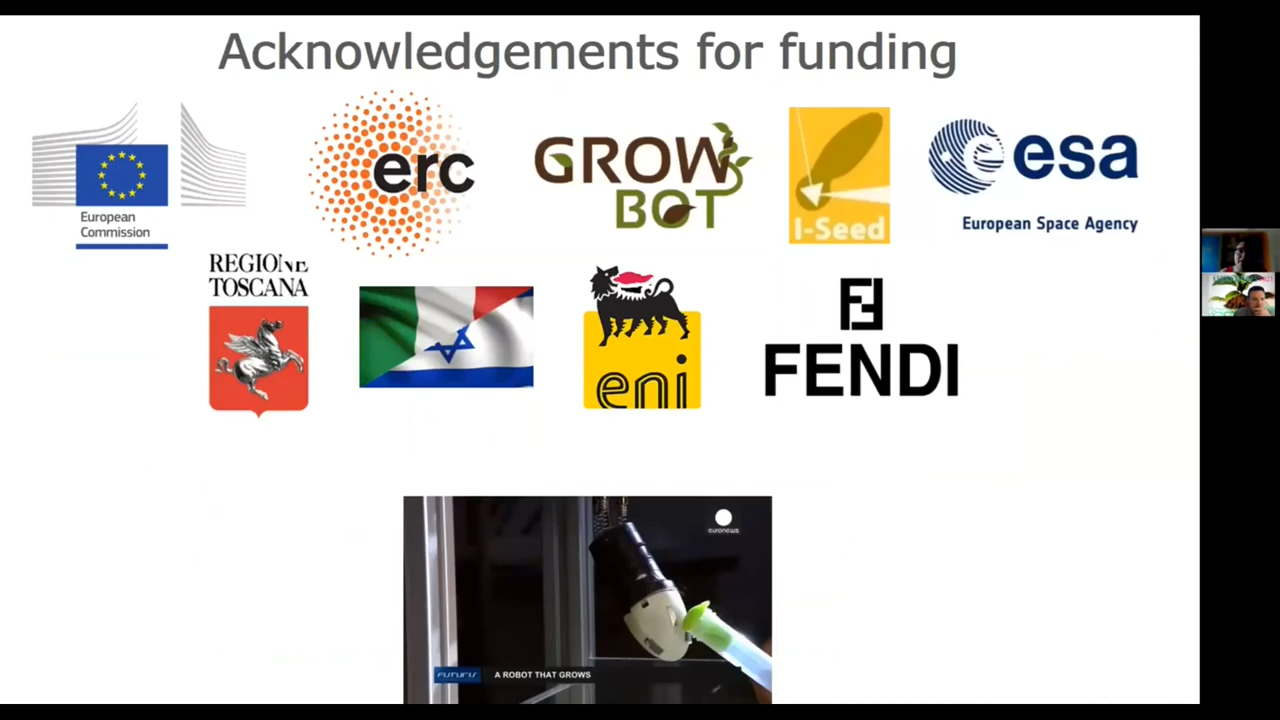 Acknowledgements for funding
European
Commission
erc
GROW
BOT
I-Seed
esa
European Space Agency
REGIONE
TOSCANA
eni
FENDI
euronews
FUTURIS
A ROBOT THAT GROWS